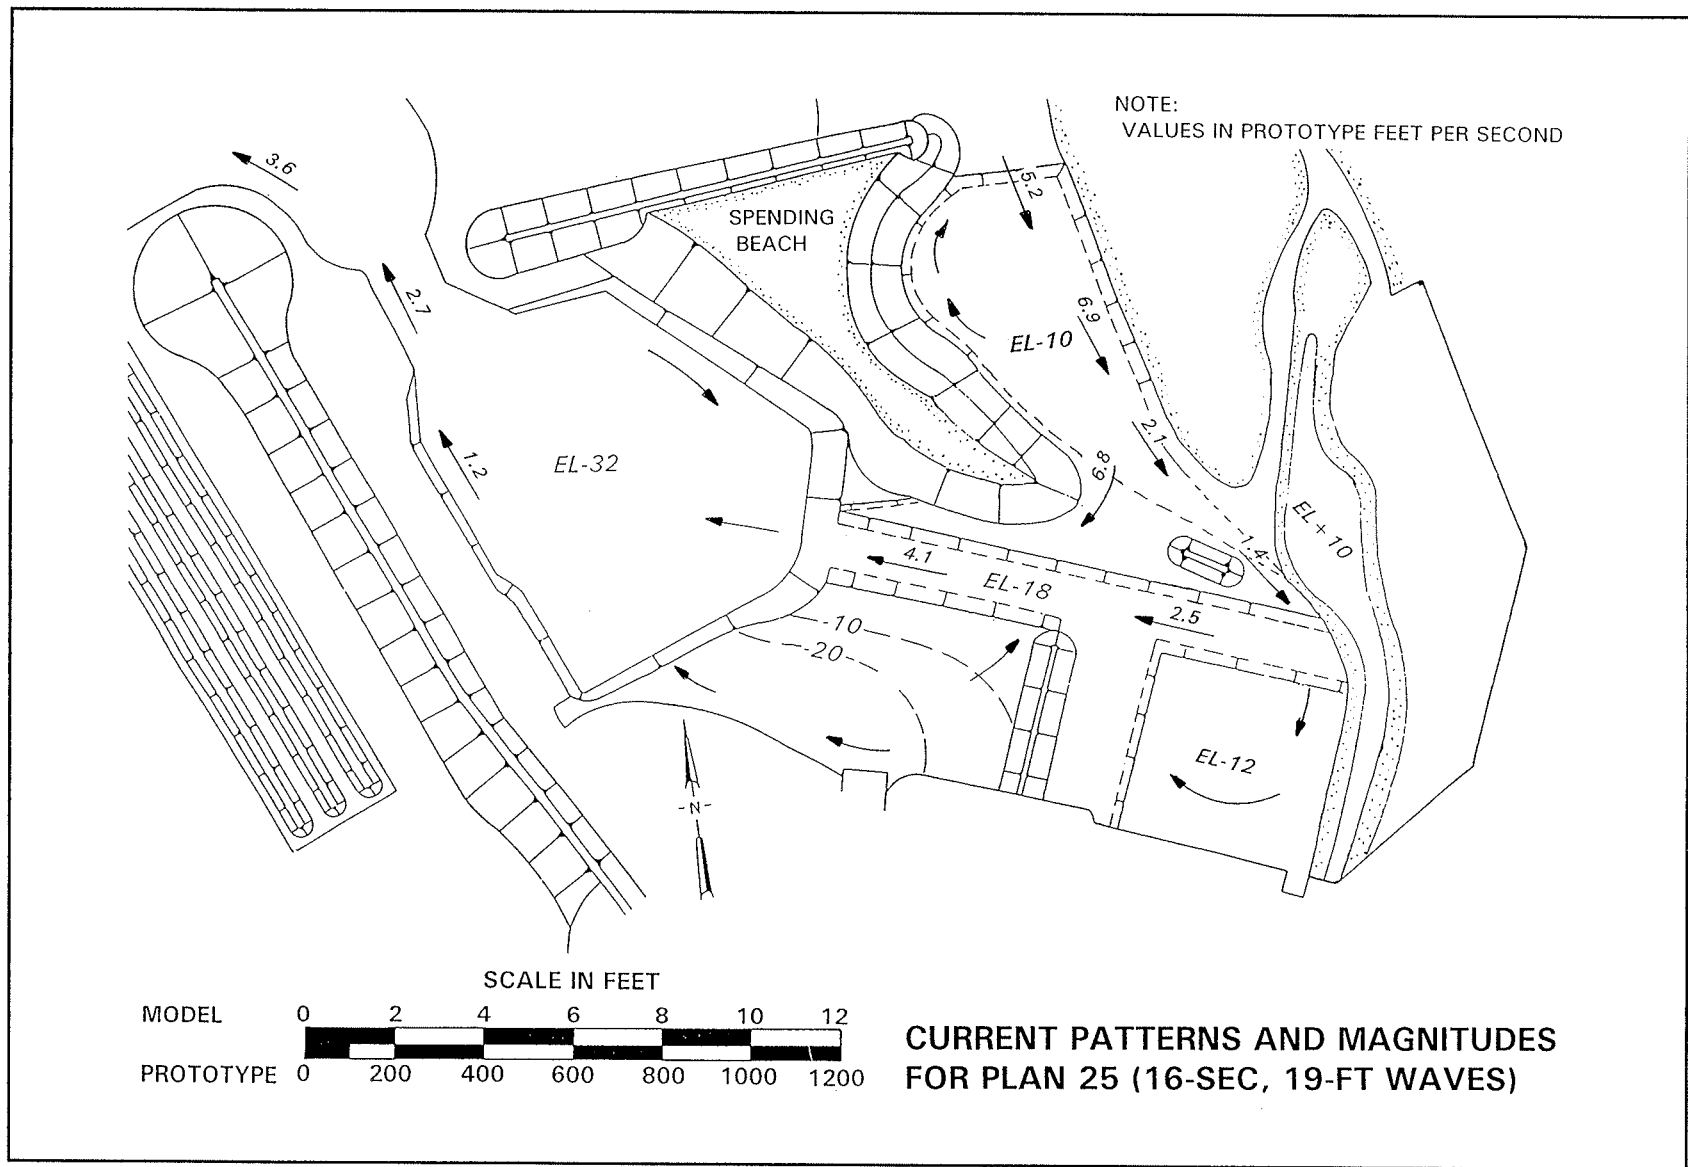 NOTE:
VALUES IN PROTOTYPE FEET PER SECOND
3.6
5.2
SPENDING
BEACH
2.7
6.9
EL-10
1.2
2.1
EL-32
6.8
EL+10
4.1
1.4
EL-18
2.5
-10
-20
EL-12
-N-
SCALE IN FEET
MODEL 0 2 4 6 8 10 12
PROTOTYPE 0 200 400 600 800 1000 1200
CURRENT PATTERNS AND MAGNITUDES
FOR PLAN 25 (16-SEC, 19-FT WAVES)